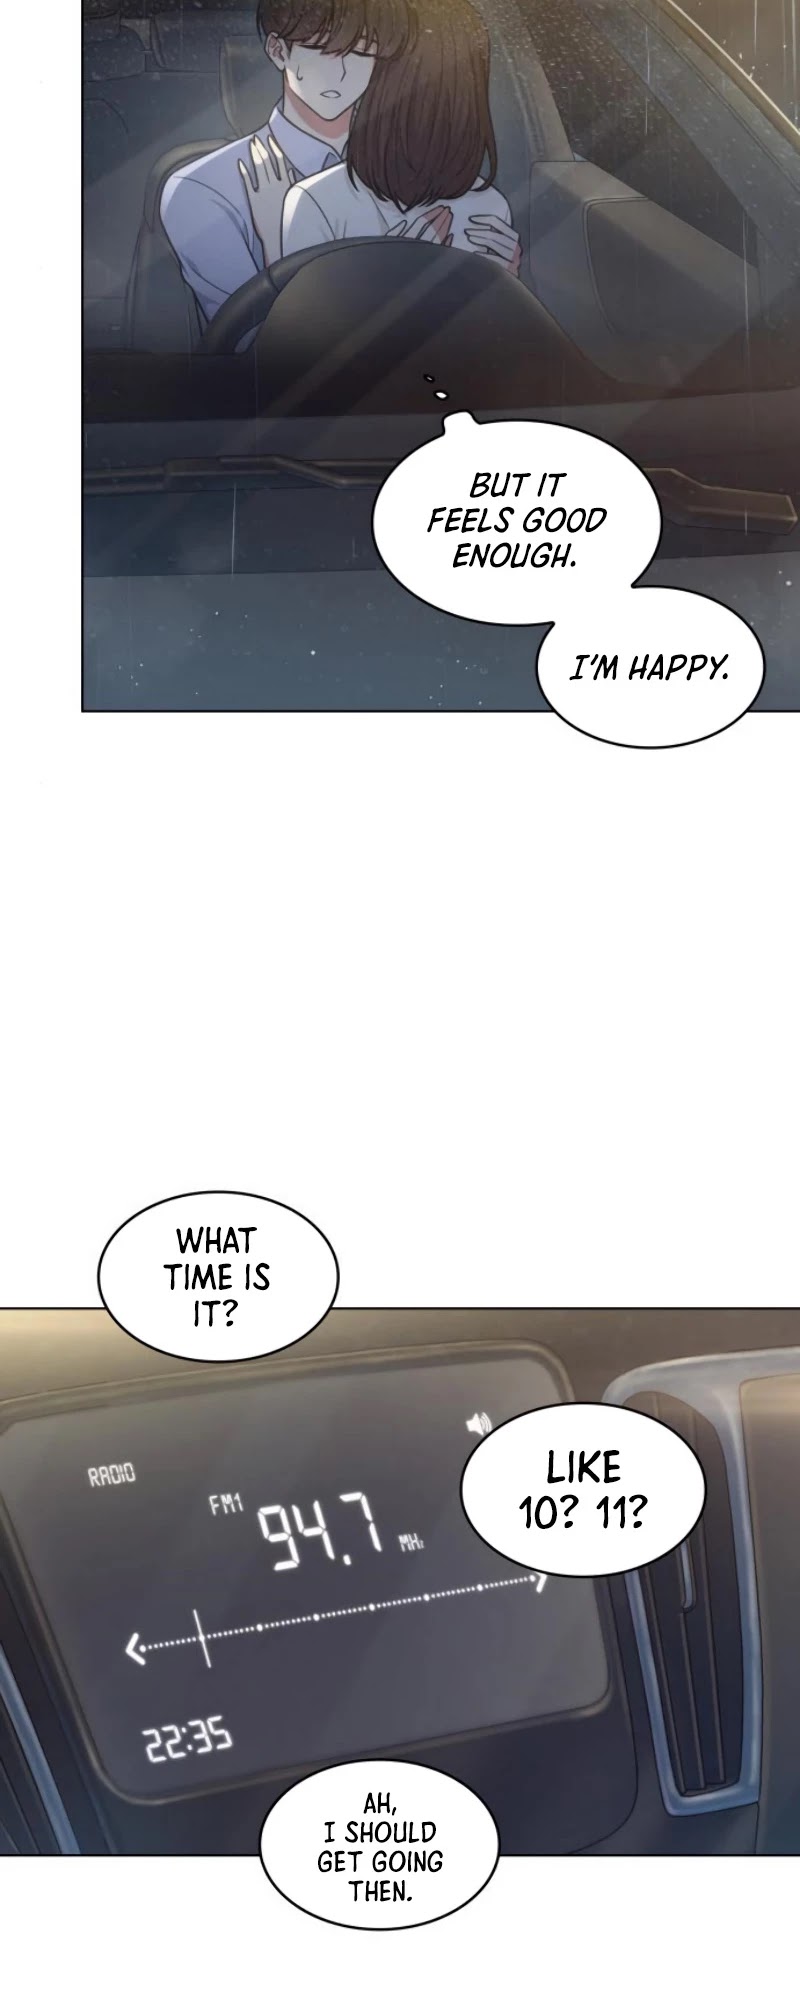 BUT IT
FEELS GOOD
ENOUGH.
I'M HAPPY.
WHAT
TIME IS
IT?
RADIO
FM1
94.7
MHz
LIKE
10? 11?
22:35
AH,
I SHOULD
GET GOING
THEN.